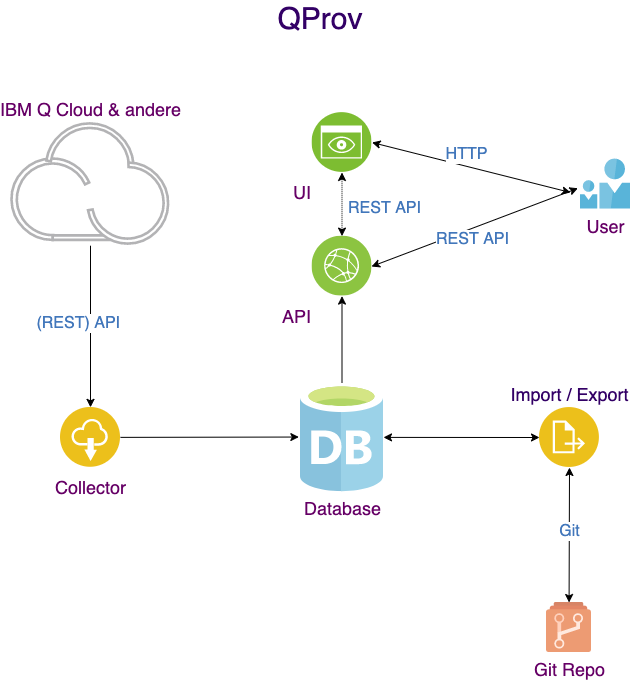 QProv
IBM Q Cloud & andere
HTTP
UI
REST API
User
REST API
API
(REST) API
Import / Export
DB
Collector
Database
Git
Git Repo